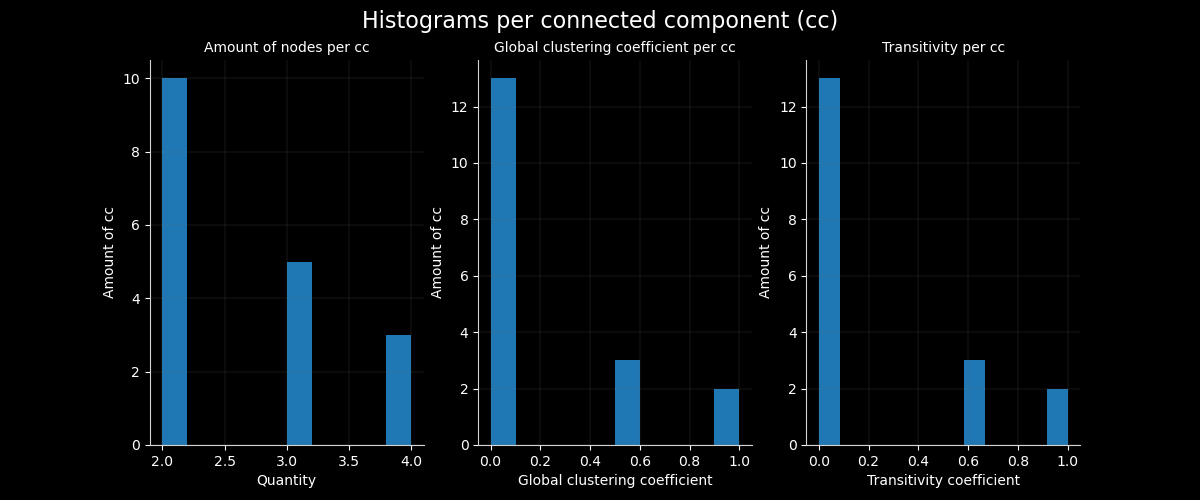 Histograms per connected component (cc)
Amount of nodes per cc
Global clustering coefficient per cc
Transitivity per cc
Amount of cc
10
8
6
4
2
0
2.0 2.5 3.0 3.5 4.0
Quantity
Amount of cc
12
10
8
6
4
2
0
0.0 0.2 0.4 0.6 0.8 1.0
Global clustering coefficient
Amount of cc
12
10
8
6
4
2
0
0.0 0.2 0.4 0.6 0.8 1.0
Transitivity coefficient